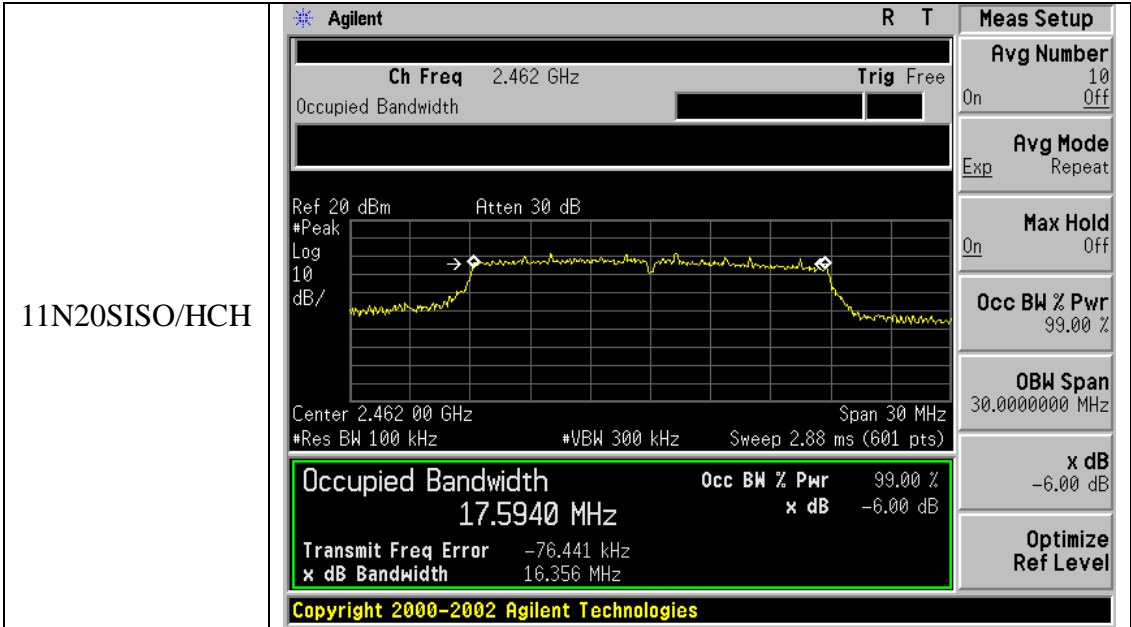 11N20SISO/HCH
Agilent R T
Ch Freq 2.462 GHz Trig Free
Occupied Bandwidth
Ref 20 dBm Atten 30 dB
#Peak
Log
10
dB/
Center 2.462 00 GHz Span 30 MHz
#Res BW 100 kHz #VBW 300 kHz Sweep 2.88 ms (601 pts)
Occupied Bandwidth Occ BW % Pwr 99.00 %
17.5940 MHz x dB -6.00 dB
Transmit Freq Error -76.441 kHz
x dB Bandwidth 16.356 MHz
Copyright 2000-2002 Agilent Technologies
Meas Setup
Avg Number
10
On Off
Avg Mode
Exp Repeat
Max Hold
On Off
Occ BW % Pwr
99.00 %
OBW Span
30.0000000 MHz
x dB
-6.00 dB
Optimize
Ref Level